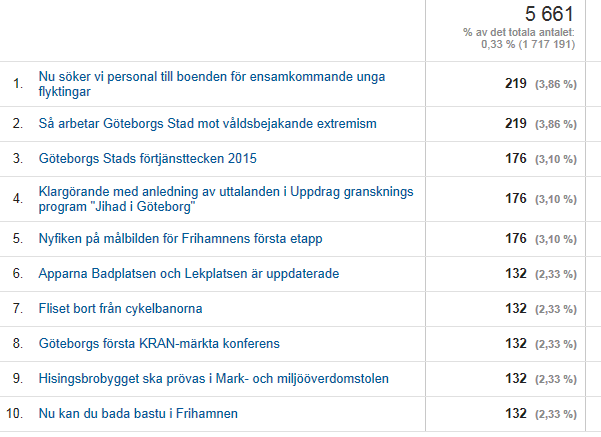 5 661
% av det totala antalet:
0,33 % (1 717 191)
1. Nu söker vi personal till boenden för ensamkommande unga
flyktingar 219 (3,86 %)
2. Så arbetar Göteborgs Stad mot våldsbejakande extremism 219 (3,86 %)
3. Göteborgs Stads förtjänsttecken 2015 176 (3,10 %)
4. Klargörande med anledning av uttalanden i Uppdrag gransknings
program "Jihad i Göteborg" 176 (3,10 %)
5. Nyfiken på målbilden för Frihamnens första etapp 176 (3,10 %)
6. Apparna Badplatsen och Lekplatsen är uppdaterade 132 (2,33 %)
7. Fliset bort från cykelbanorna 132 (2,33 %)
8. Göteborgs första KRAN-märkta konferens 132 (2,33 %)
9. Hisingsbrobygget ska prövas i Mark- och miljööverdomstolen 132 (2,33 %)
10. Nu kan du bada bastu i Frihamnen 132 (2,33 %)